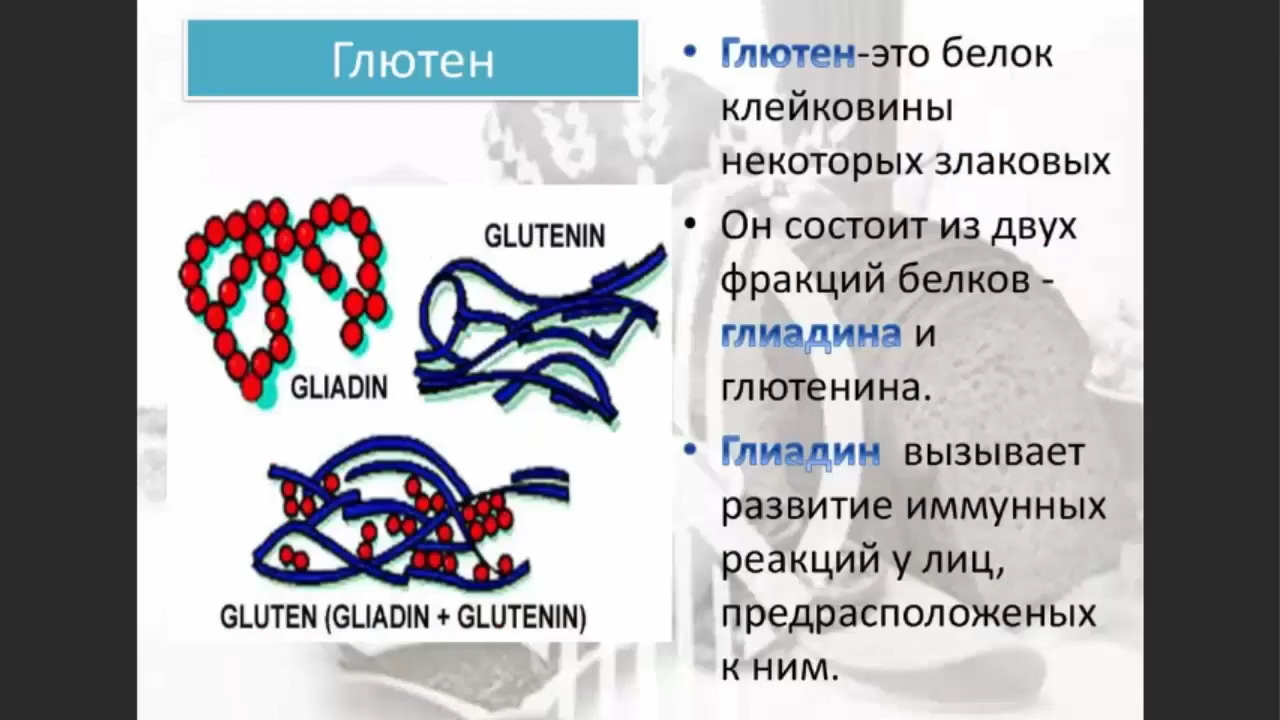 Глютен
GLUTENIN
GLIADIN
GLUTEN (GLIADIN + GLUTENIN)
• Глютен-это белок
клейковины
некоторых злаковых
• Он состоит из двух
фракций белков -
глиадина и
глютенина.
• Глиадин вызывает
развитие иммунных
реакций у лиц,
предрасположеных
к ним.